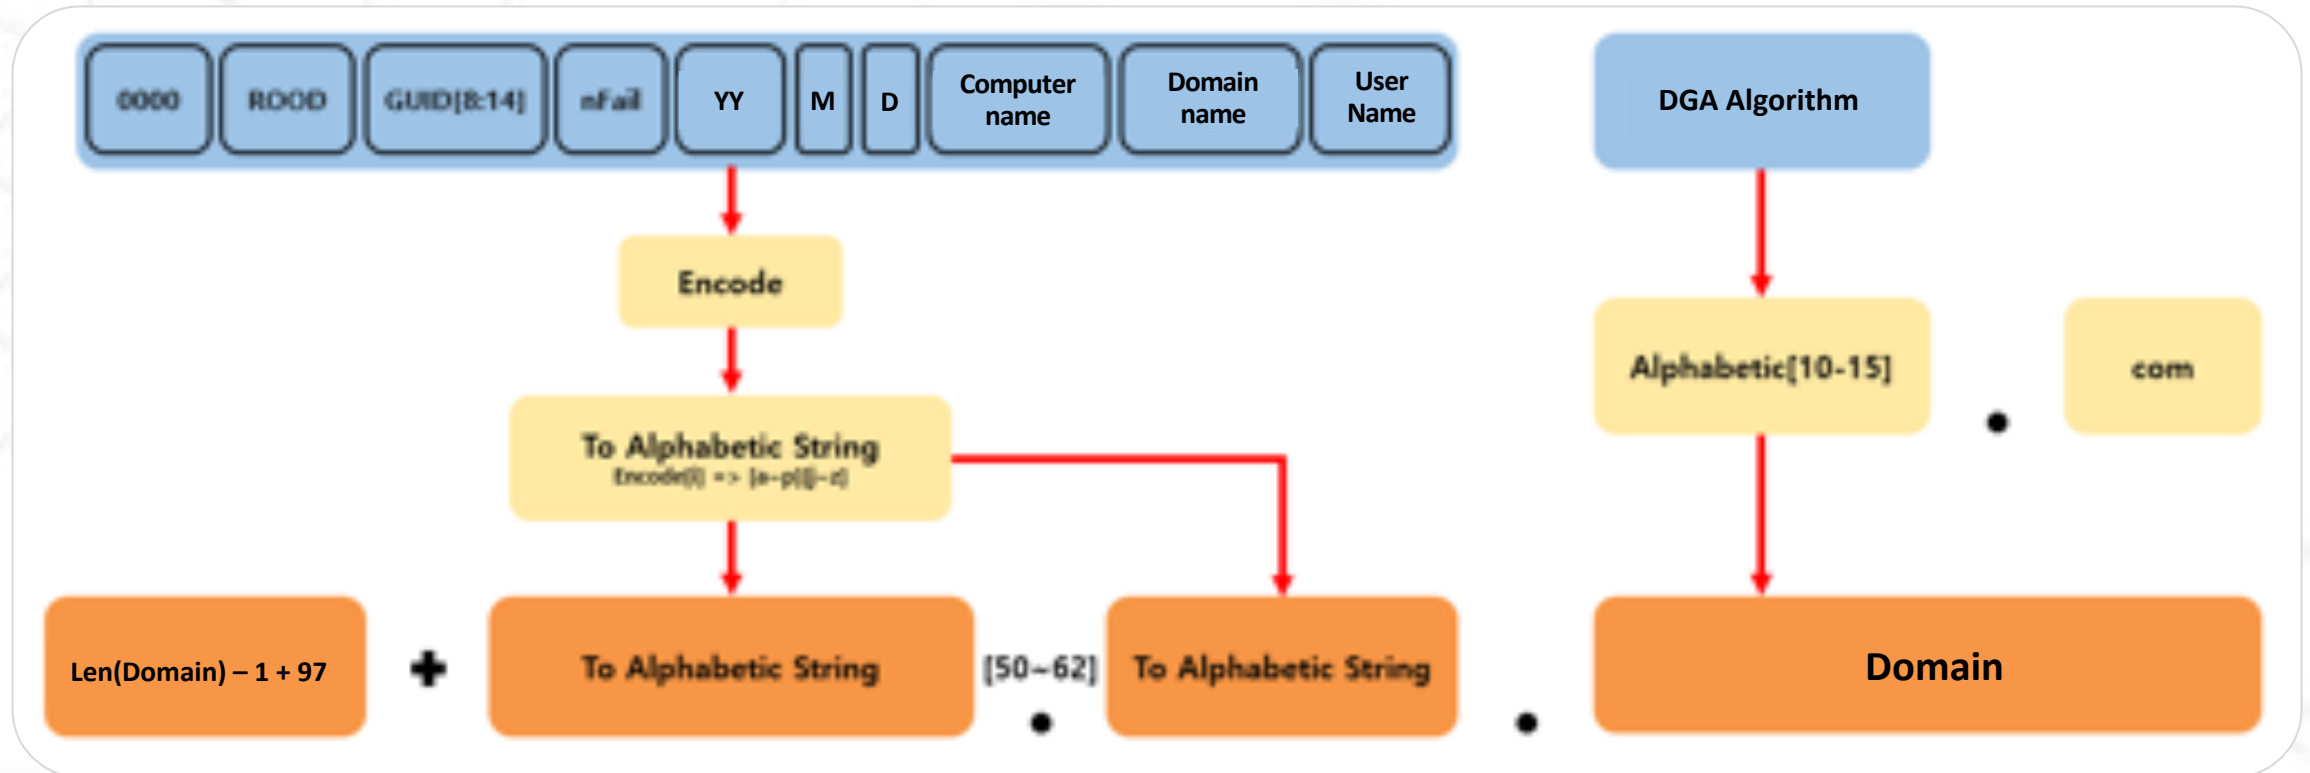 0000
ROOD
GUID[8:14]
nFail
YY
M
D
Computer
name
Domain
name
User
Name
DGA Algorithm
Encode
To Alphabetic String
Encode[i] => [a~p][j~z]
Alphabetic[10-15]
.
com
Len(Domain) – 1 + 97
+
To Alphabetic String
[50~62]
.
To Alphabetic String
.
Domain